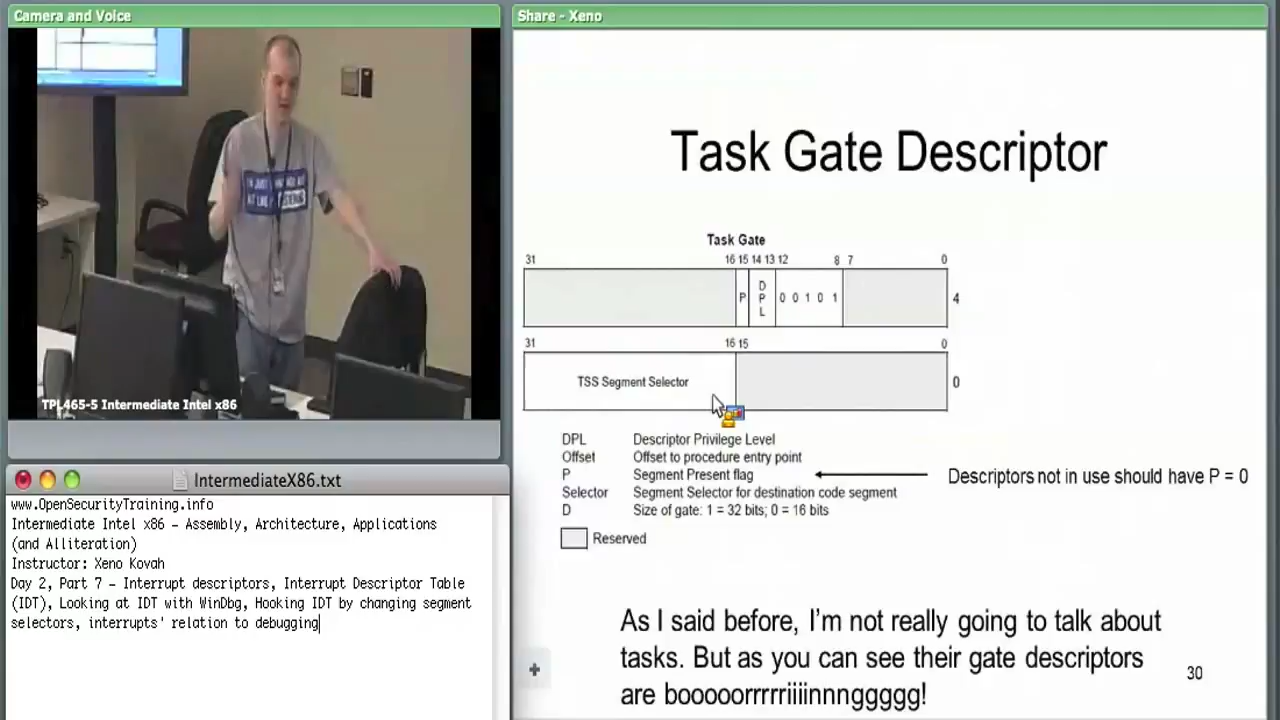 Camera and Voice
TPL465-5 Intermediate Intel x86
IntermediateX86.txt
www.OpenSecurityTraining.info
Intermediate Intel x86 - Assembly, Architecture, Applications
(and Alliteration)
Instructor: Xeno Kovah
Day 2, Part 7 - Interrupt descriptors, Interrupt Descriptor Table
(IDT), Looking at IDT with WinDbg, Hooking IDT by changing segment
selectors, interrupts' relation to debugging
Share - Xeno
Task Gate Descriptor
Task Gate
31 16 15 14 13 12 8 7 0
P D P L 0 0 1 0 1 4
31 16 15 0
TSS Segment Selector 0
DPL Descriptor Privilege Level
Offset Offset to procedure entry point
P Segment Present flag Descriptors not in use should have P = 0
Selector Segment Selector for destination code segment
D Size of gate: 1 = 32 bits; 0 = 16 bits
Reserved
As I said before, I'm not really going to talk about
tasks. But as you can see their gate descriptors
are booooorrrrriiiinnnggggg!
30